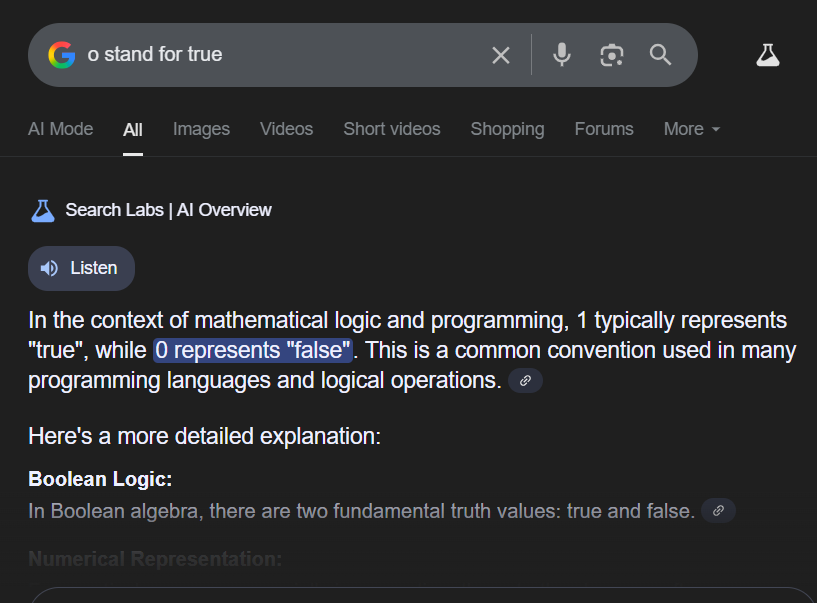 o stand for true
AI Mode All Images Videos Short videos Shopping Forums More
Search Labs | AI Overview
Listen
In the context of mathematical logic and programming, 1 typically represents
"true", while 0 represents "false". This is a common convention used in many
programming languages and logical operations.
Here's a more detailed explanation:
Boolean Logic:
In Boolean algebra, there are two fundamental truth values: true and false.
Numerical Representation: